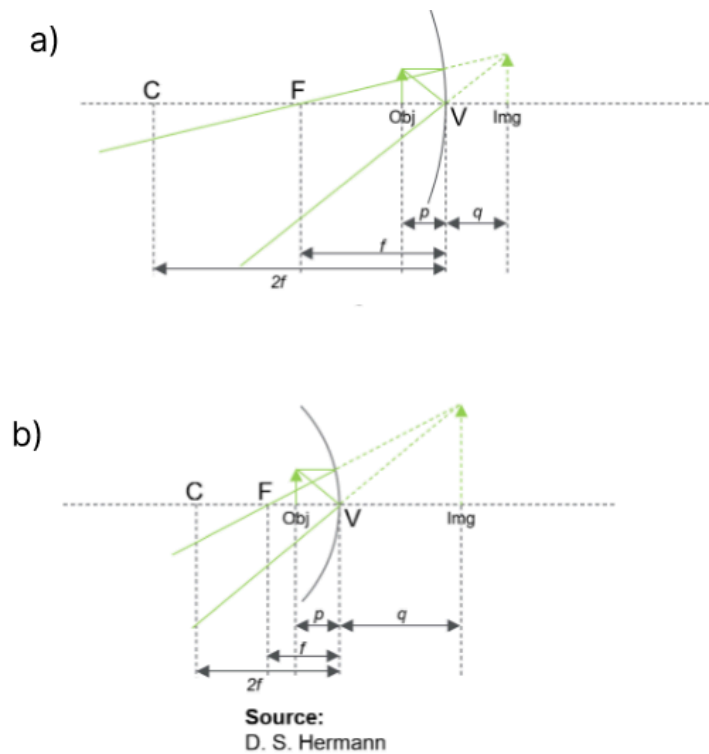 a)
C F Obj V Img
p q
f
2f
b)
C F Obj V Img
p q
f
2f
Source:
D. S. Hermann